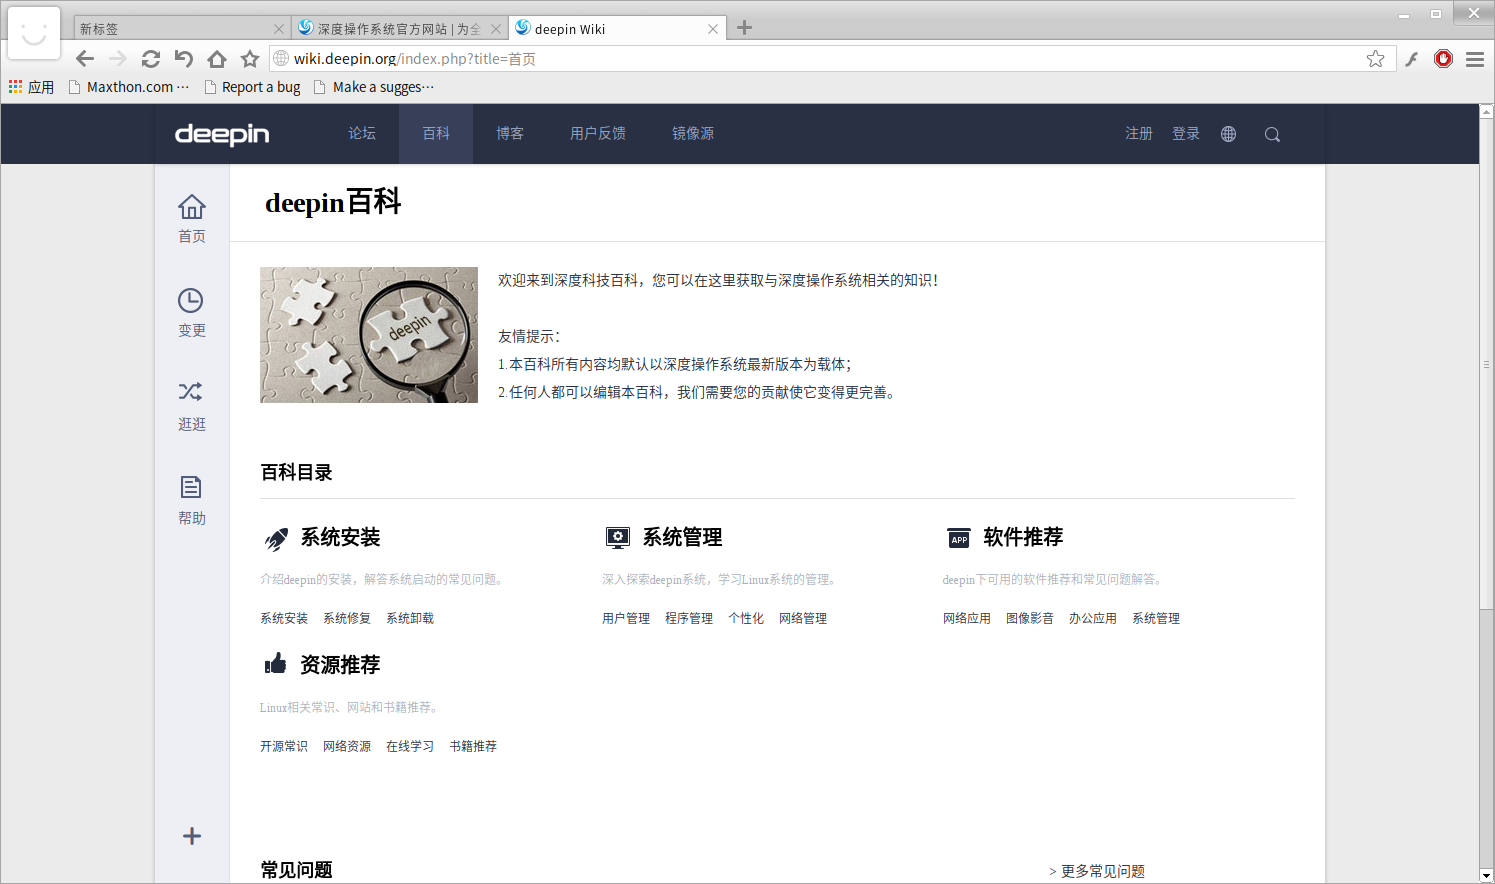 新标签
深度操作系统官方网站 | 为全
deepin Wiki
wiki.deepin.org/index.php?title=首页
应用
Maxthon.com ···
Report a bug
Make a sugges···
deepin
论坛
百科
博客
用户反馈
镜像源
注册
登录
首页
变更
逛逛
帮助
deepin百科
deepin
欢迎来到深度科技百科，您可以在这里获取与深度操作系统相关的知识！
友情提示：
1.本百科所有内容均默认以深度操作系统最新版本为载体；
2.任何人都可以编辑本百科，我们需要您的贡献使它变得更完善。
百科目录
系统安装
介绍deepin的安装，解答系统启动的常见问题。
系统安装 系统修复 系统卸载
系统管理
深入探索deepin系统，学习Linux系统的管理。
用户管理 程序管理 个性化 网络管理
APP
软件推荐
deepin下可用的软件推荐和常见问题解答。
网络应用 图像影音 办公应用 系统管理
资源推荐
Linux相关常识、网站和书籍推荐。
开源常识 网络资源 在线学习 书籍推荐
常见问题
> 更多常见问题